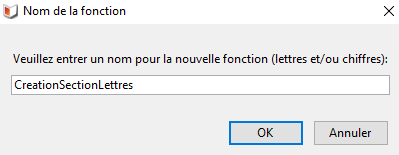 Nom de la fonction
Veuillez entrer un nom pour la nouvelle fonction (lettres et/ou chiffres):
CreationSectionLettres
OK
Annuler